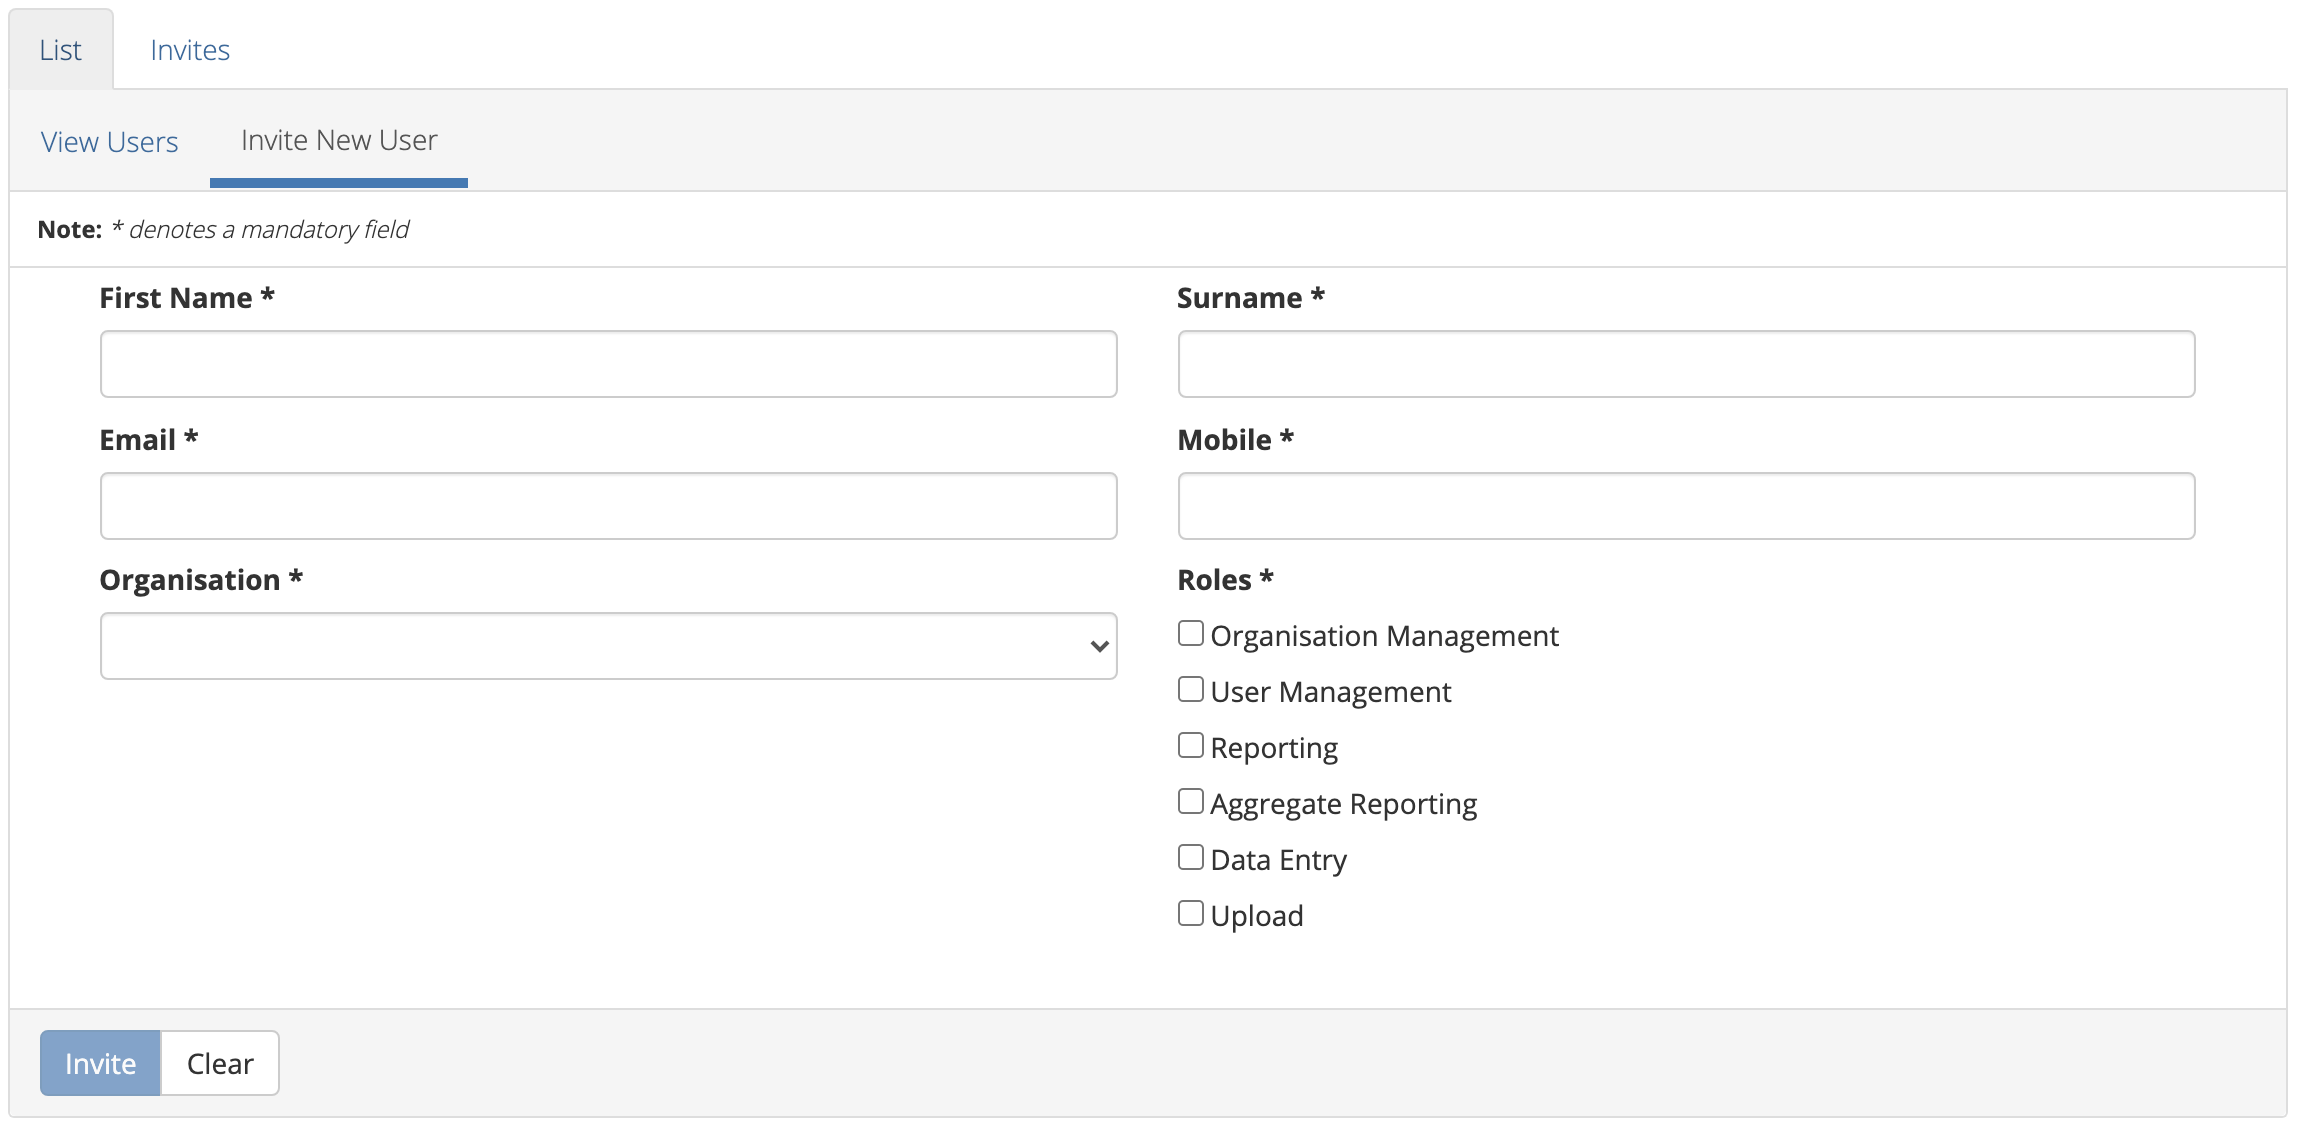 List Invites
View Users Invite New User
Note: * denotes a mandatory field
First Name * Surname *
Email * Mobile *
Organisation * Roles *
Organisation Management
User Management
Reporting
Aggregate Reporting
Data Entry
Upload
Invite Clear